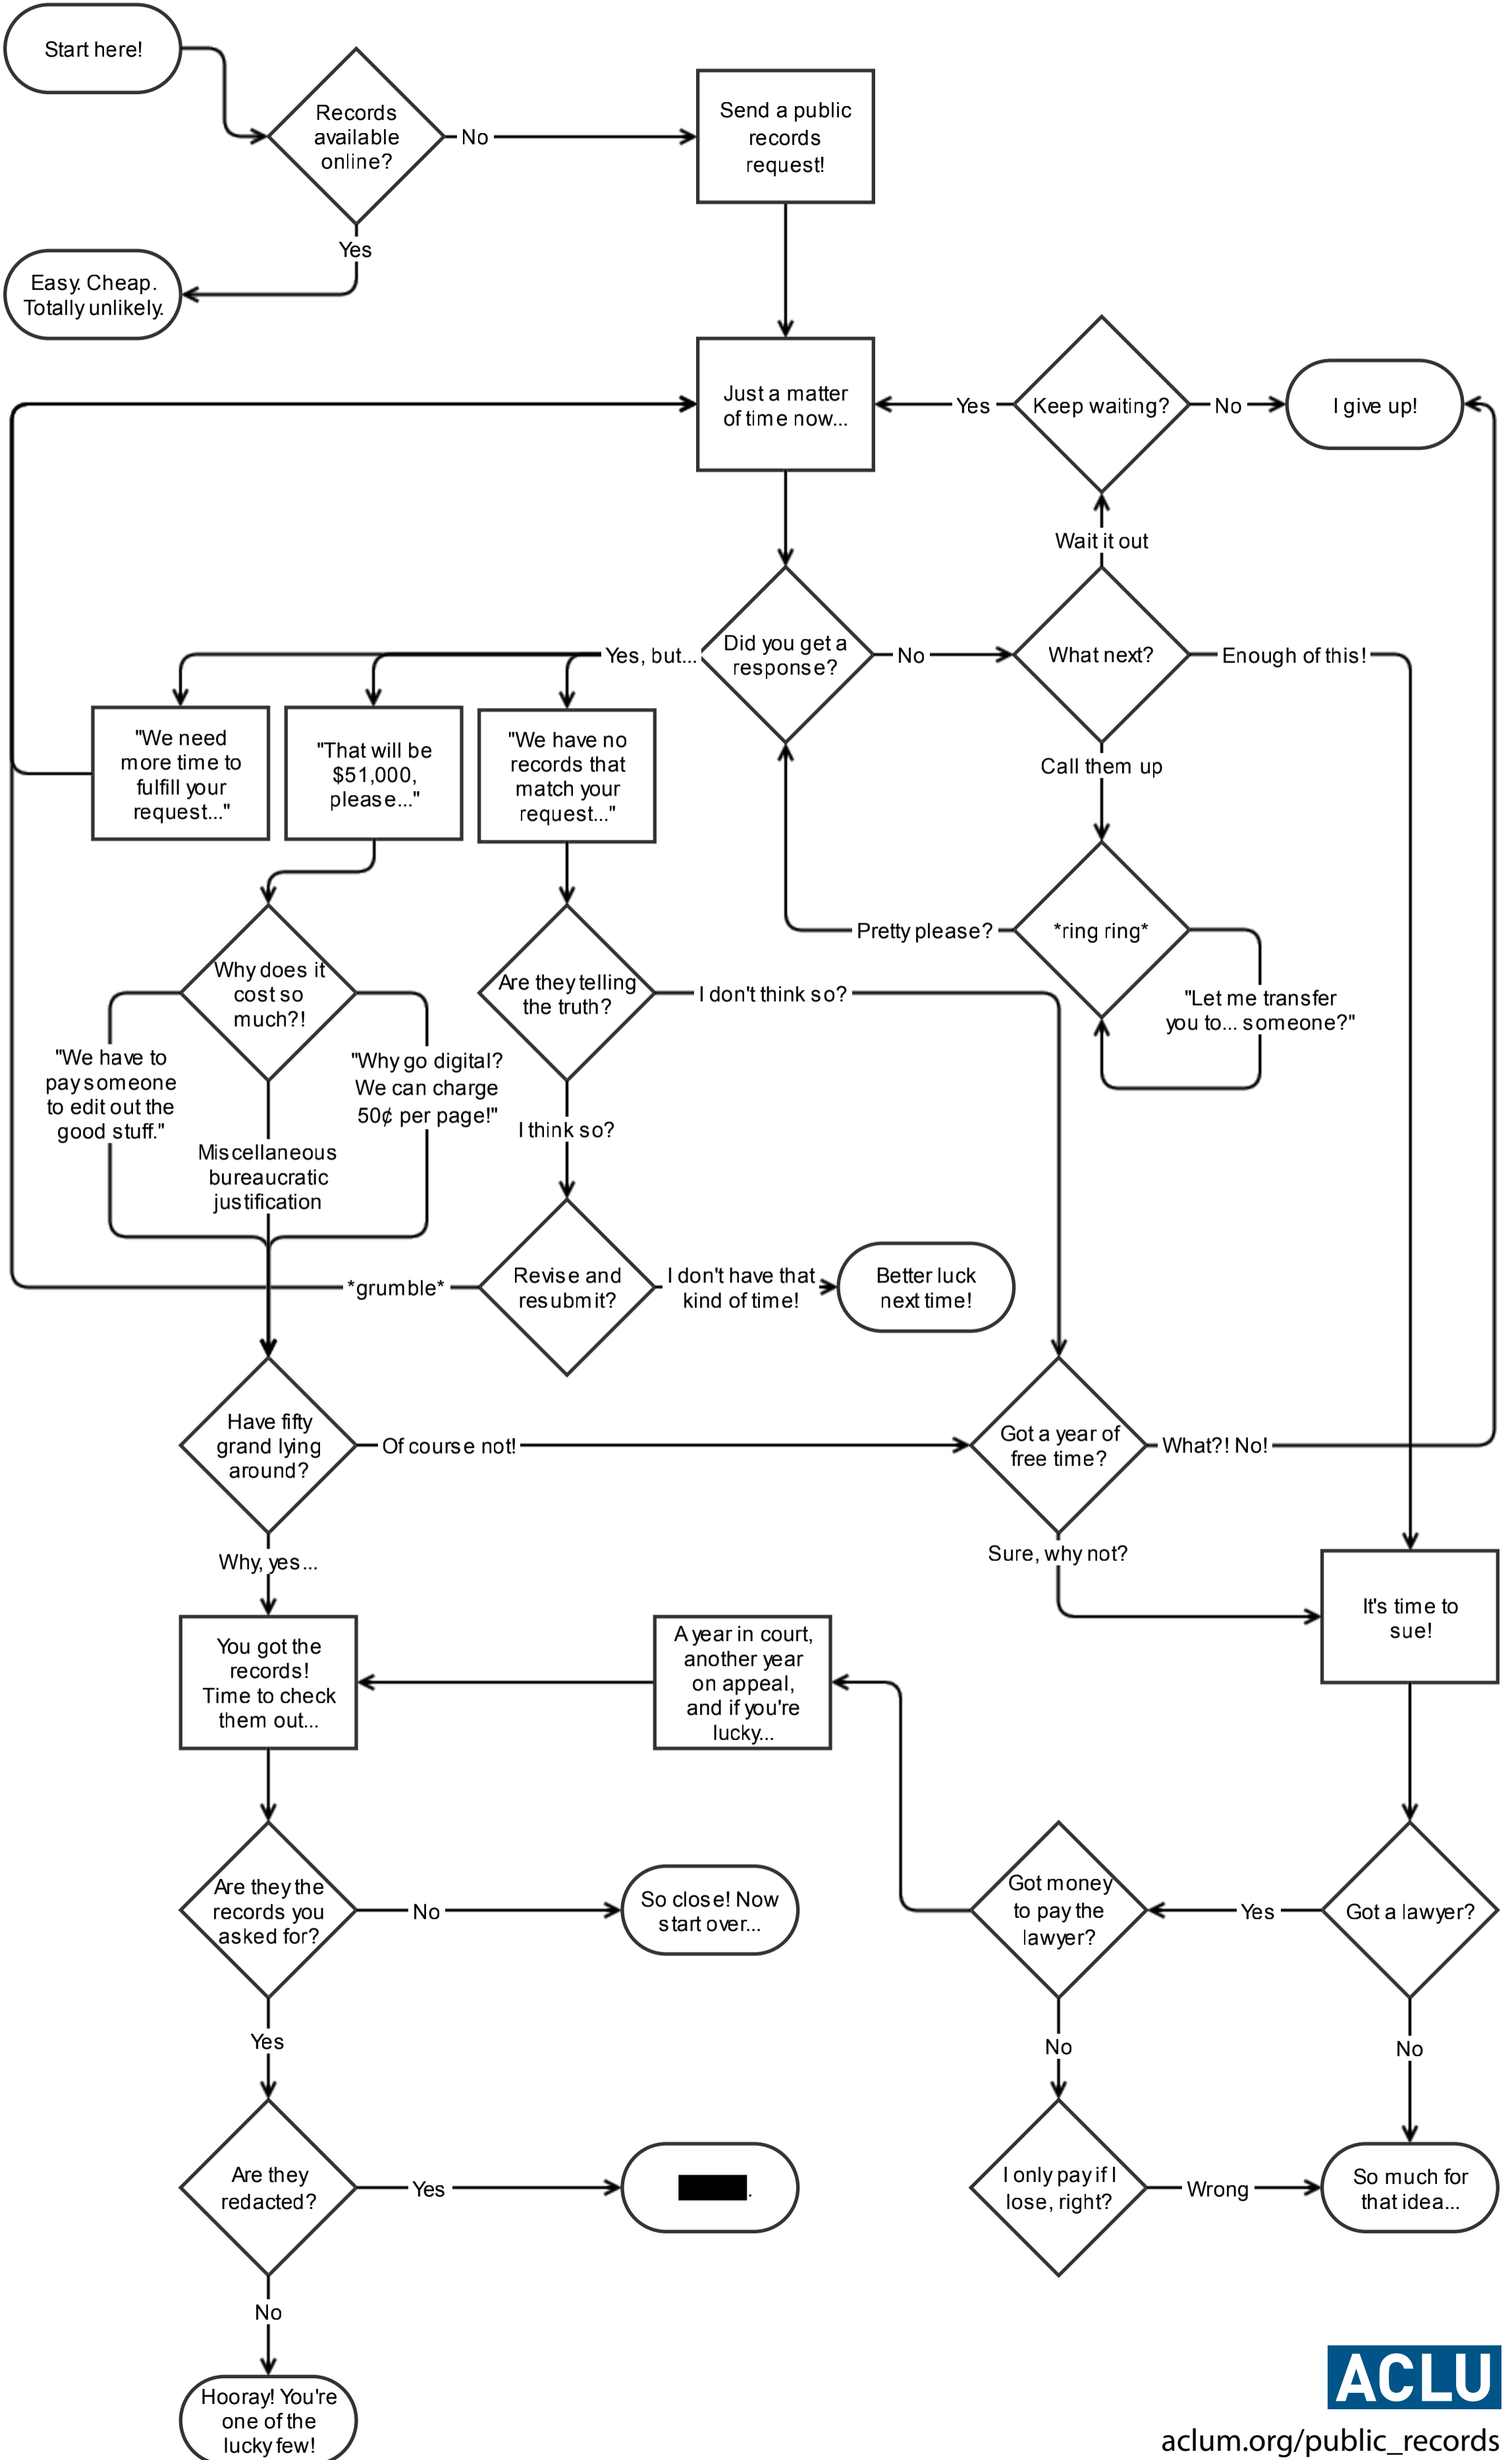 Start here!
Records
available
online?
No
Send a public
records
request!
Yes
Easy. Cheap.
Totally unlikely.
Just a matter
of time now...
Yes
Keep waiting?
No
I give up!
Wait it out
Yes, but...
Did you get a
response?
No
What next?
Enough of this!
"We need
more time to
fulfill your
request..."
"That will be
$51,000,
please..."
"We have no
records that
match your
request..."
Call them up
Pretty please?
*ring ring*
"Let me transfer
you to... someone?"
Why does it
cost so
much?!
Are they telling
the truth?
I don't think so?
"We have to
pay someone
to edit out the
good stuff."
Miscellaneous
bureaucratic
justification
"Why go digital?
We can charge
50¢ per page!"
I think so?
*grumble*
Revise and
resubmit?
I don't have that
kind of time!
Better luck
next time!
Have fifty
grand lying
around?
Of course not!
Got a year of
free time?
What?! No!
Why, yes...
Sure, why not?
You got the
records!
Time to check
them out...
A year in court,
another year
on appeal,
and if you're
lucky...
It's time to
sue!
Are they the
records you
asked for?
No
So close! Now
start over...
Got money
to pay the
lawyer?
Yes
Got a lawyer?
Yes
No
No
Are they
redacted?
Yes
.
I only pay if I
lose, right?
Wrong
So much for
that idea...
No
Hooray! You're
one of the
lucky few!
ACLU
aclum.org/public_records